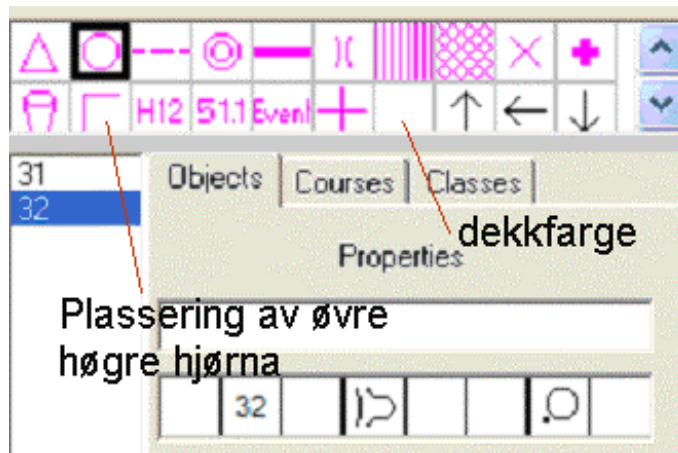 H12 51.1 Event
31
32
Objects Courses Classes
dekkfarge
Properties
Plassering av øvre
høgre hjørna
32